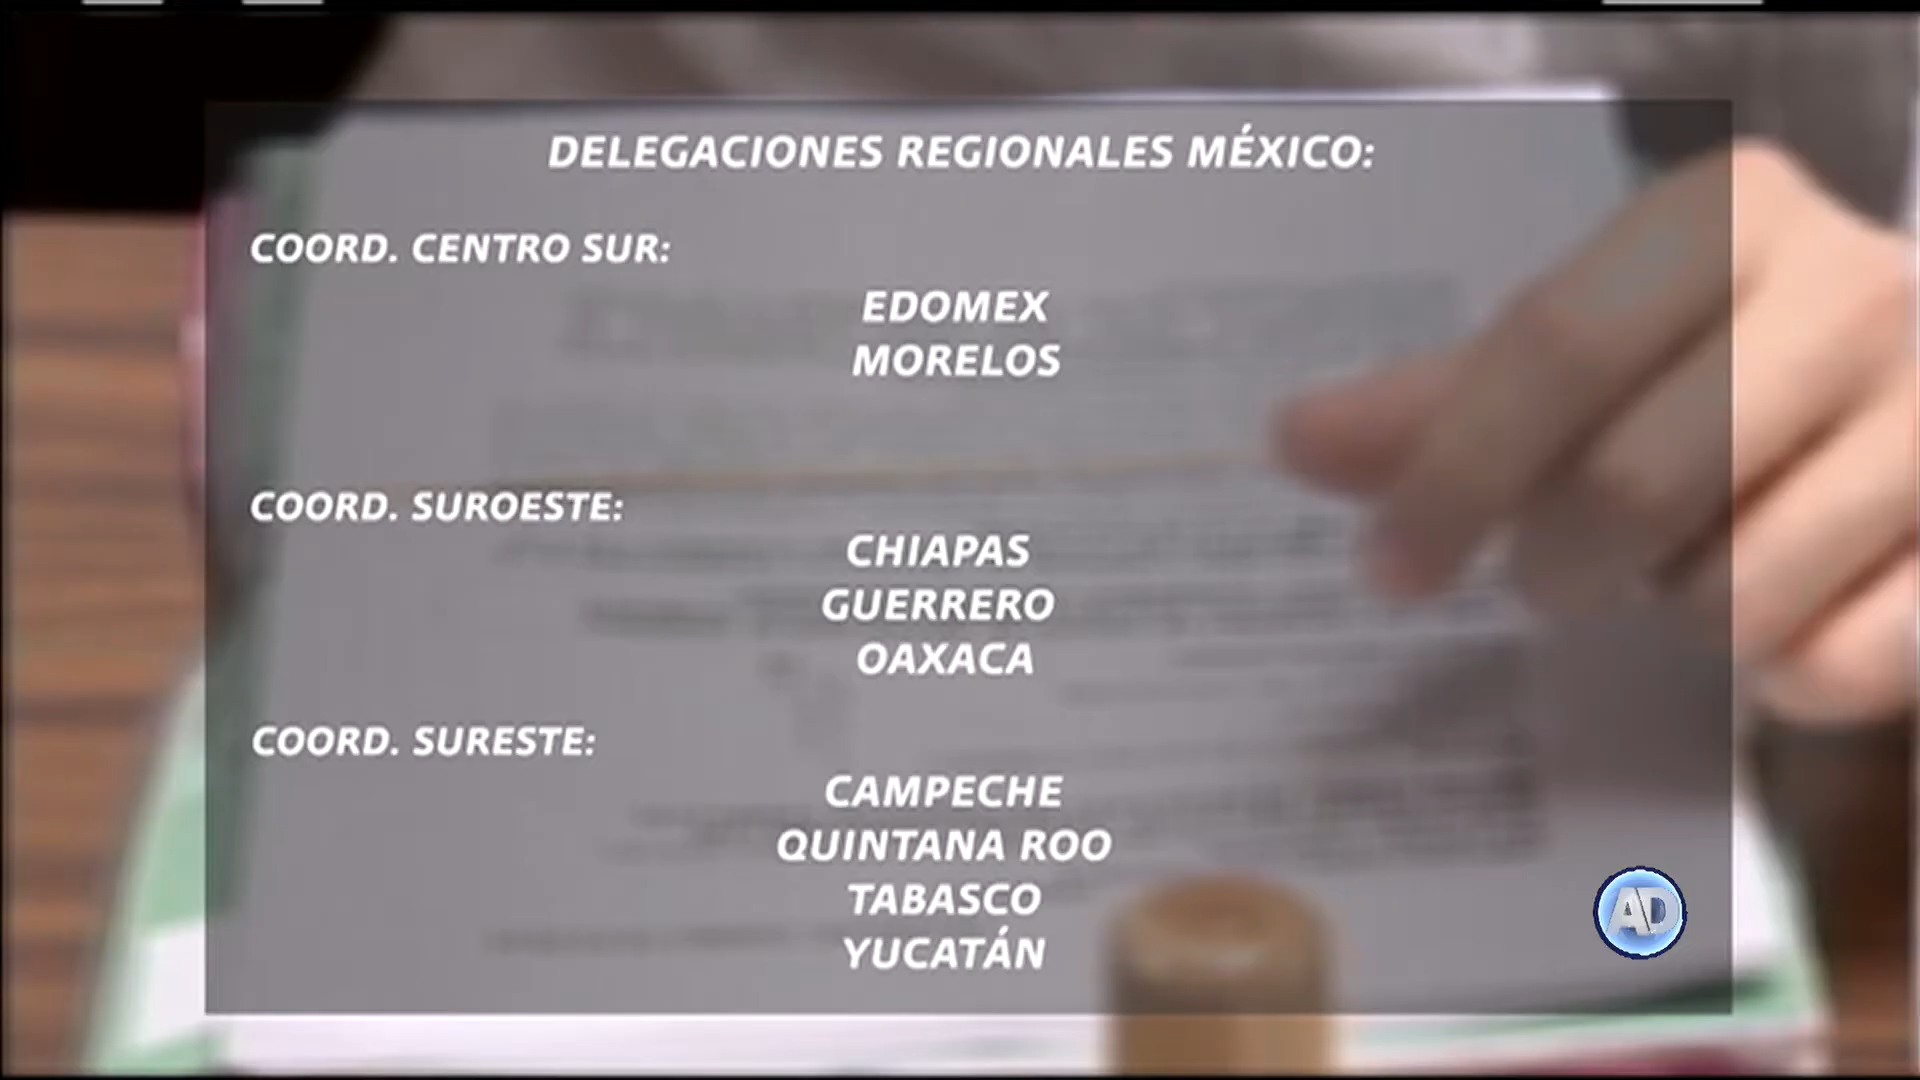 DELEGACIONES REGIONALES MÉXICO:
COORD. CENTRO SUR:
EDOMEX
MORELOS
COORD. SUROESTE:
CHIAPAS
GUERRERO
OAXACA
COORD. SURESTE:
CAMPECHE
QUINTANA ROO
TABASCO
YUCATÁN
AD